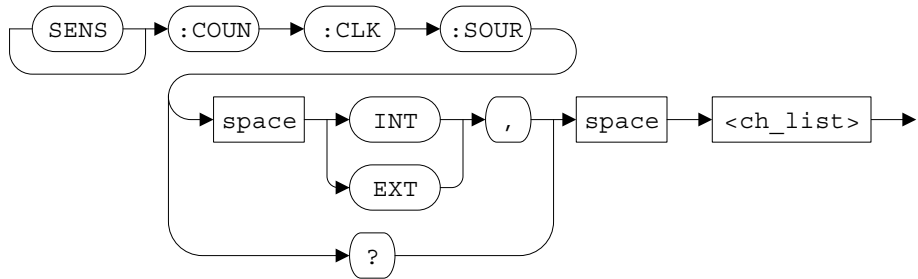 SENS :COUN :CLK :SOUR
space INT , space <ch_list>
EXT
?